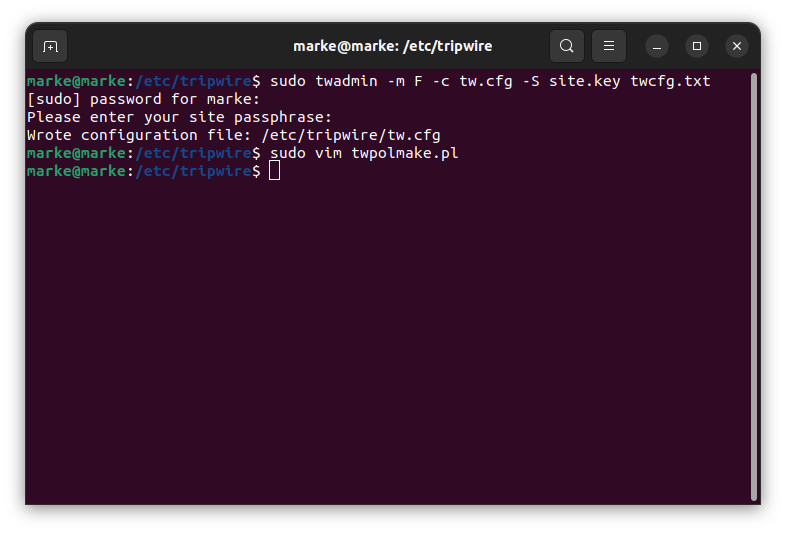 marke@marke: /etc/tripwire
marke@marke:/etc/tripwire$ sudo twadmin -m F -c tw.cfg -S site.key twcfg.txt
[sudo] password for marke:
Please enter your site passphrase:
Wrote configuration file: /etc/tripwire/tw.cfg
marke@marke:/etc/tripwire$ sudo vim twpolmake.pl
marke@marke:/etc/tripwire$